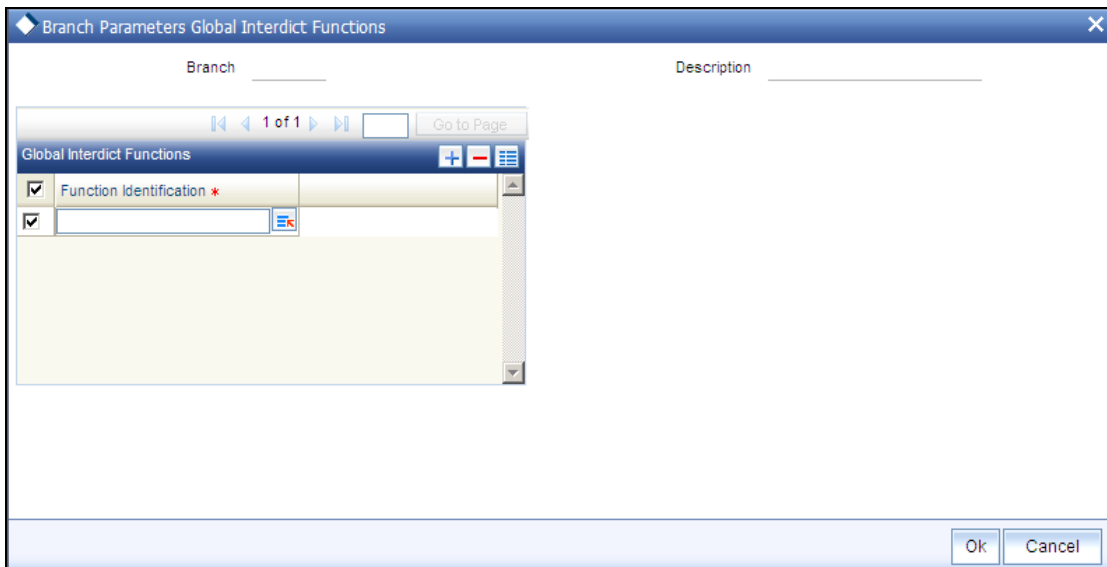 Branch Parameters Global Interdict Functions
Branch
Description
1 of 1
Go to Page
Global Interdict Functions
Function Identification *
Ok
Cancel